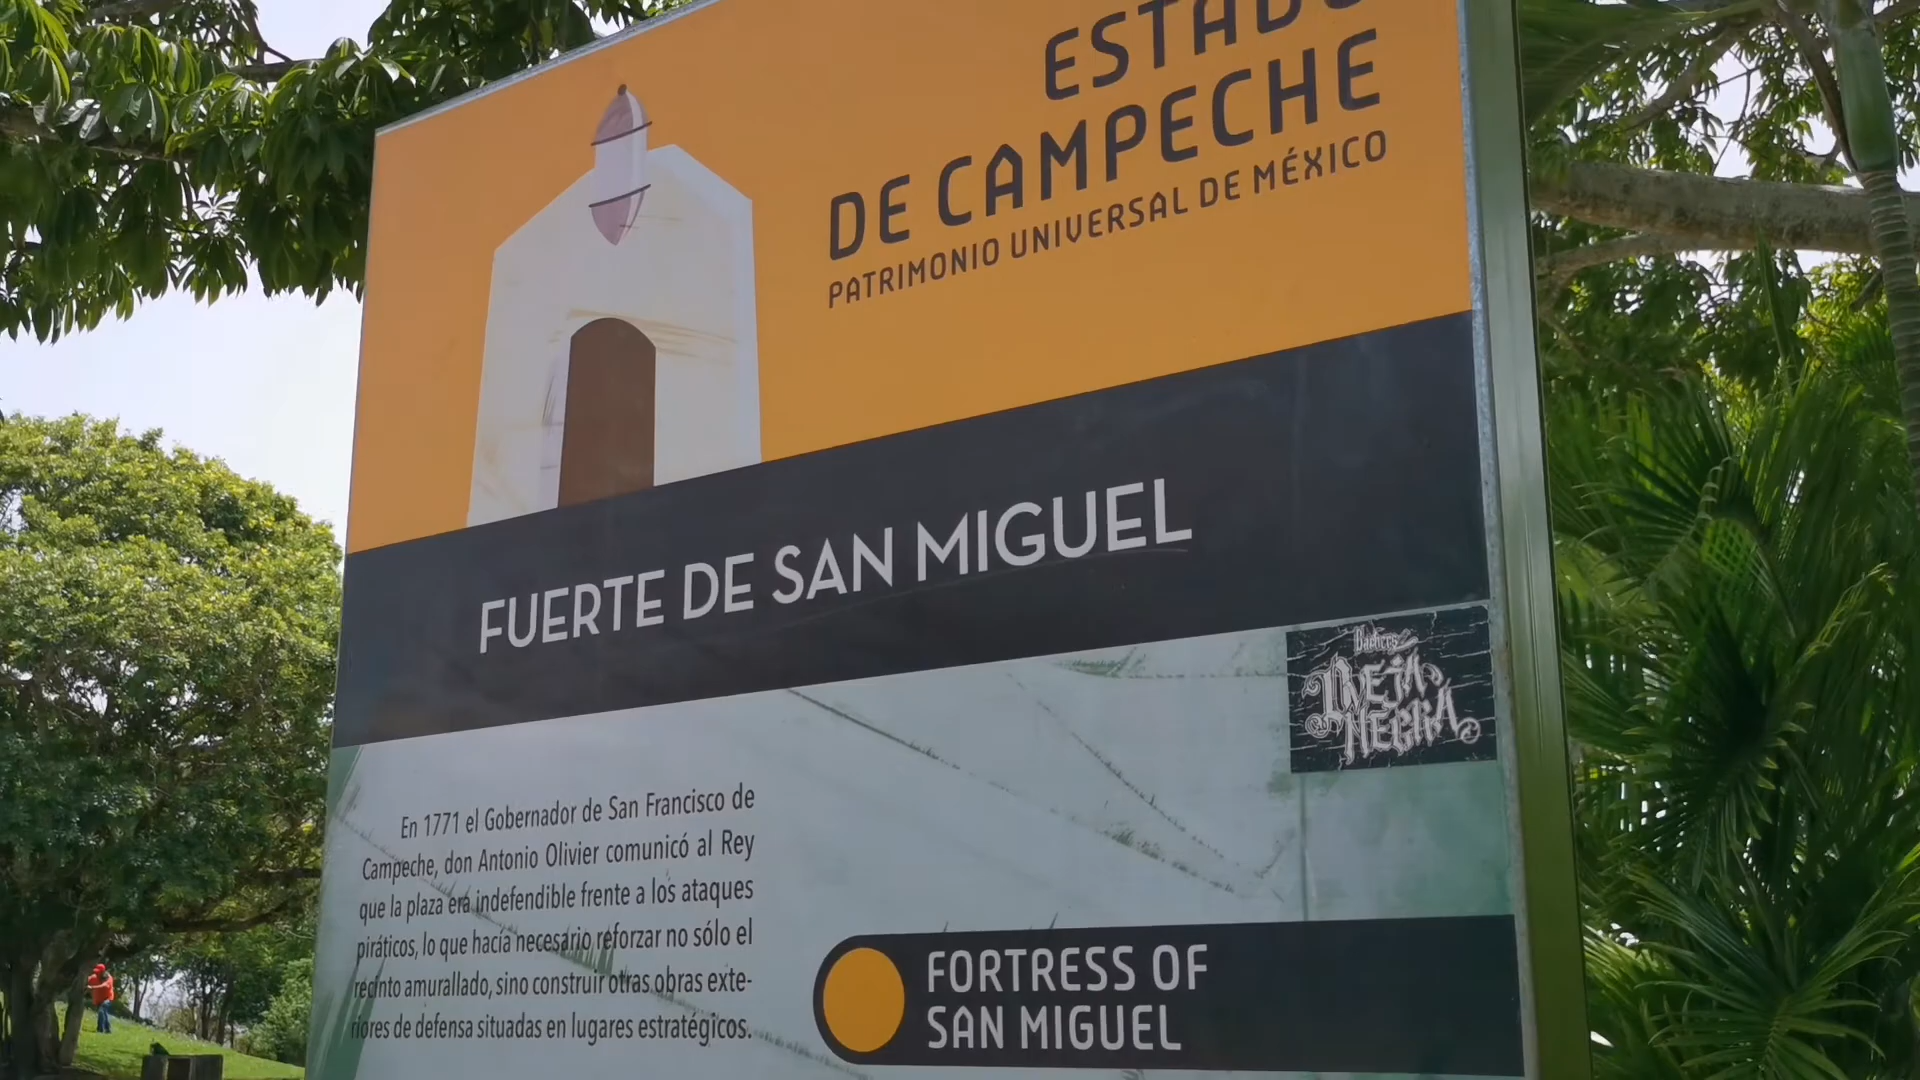 ESTADO
DE CAMPECHE
PATRIMONIO UNIVERSAL DE MÉXICO
FUERTE DE SAN MIGUEL
OVEJA
NEGRA
En 1771 el Gobernador de San Francisco de
Campeche, don Antonio Olivier comunicó al Rey
que la plaza era indefendible frente a los ataques
piráticos, lo que hacía necesario reforzar no sólo el
recinto amurallado, sino construir otras obras exte-
riores de defensa situadas en lugares estratégicos.
FORTRESS OF
SAN MIGUEL